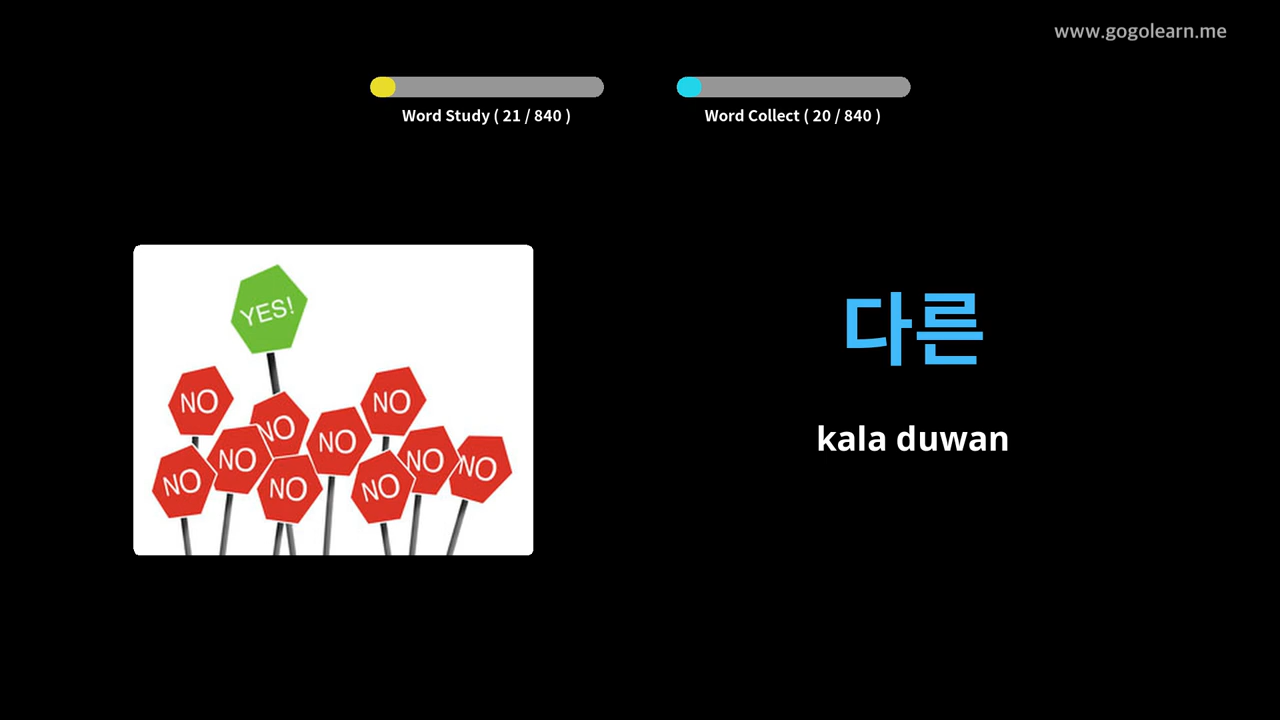 www.gogolearn.me
Word Study ( 21 / 840 )
Word Collect ( 20 / 840 )
YES!
NO
NO
NO
NO
NO
NO
NO
NO
NO
NO
다른
kala duwan